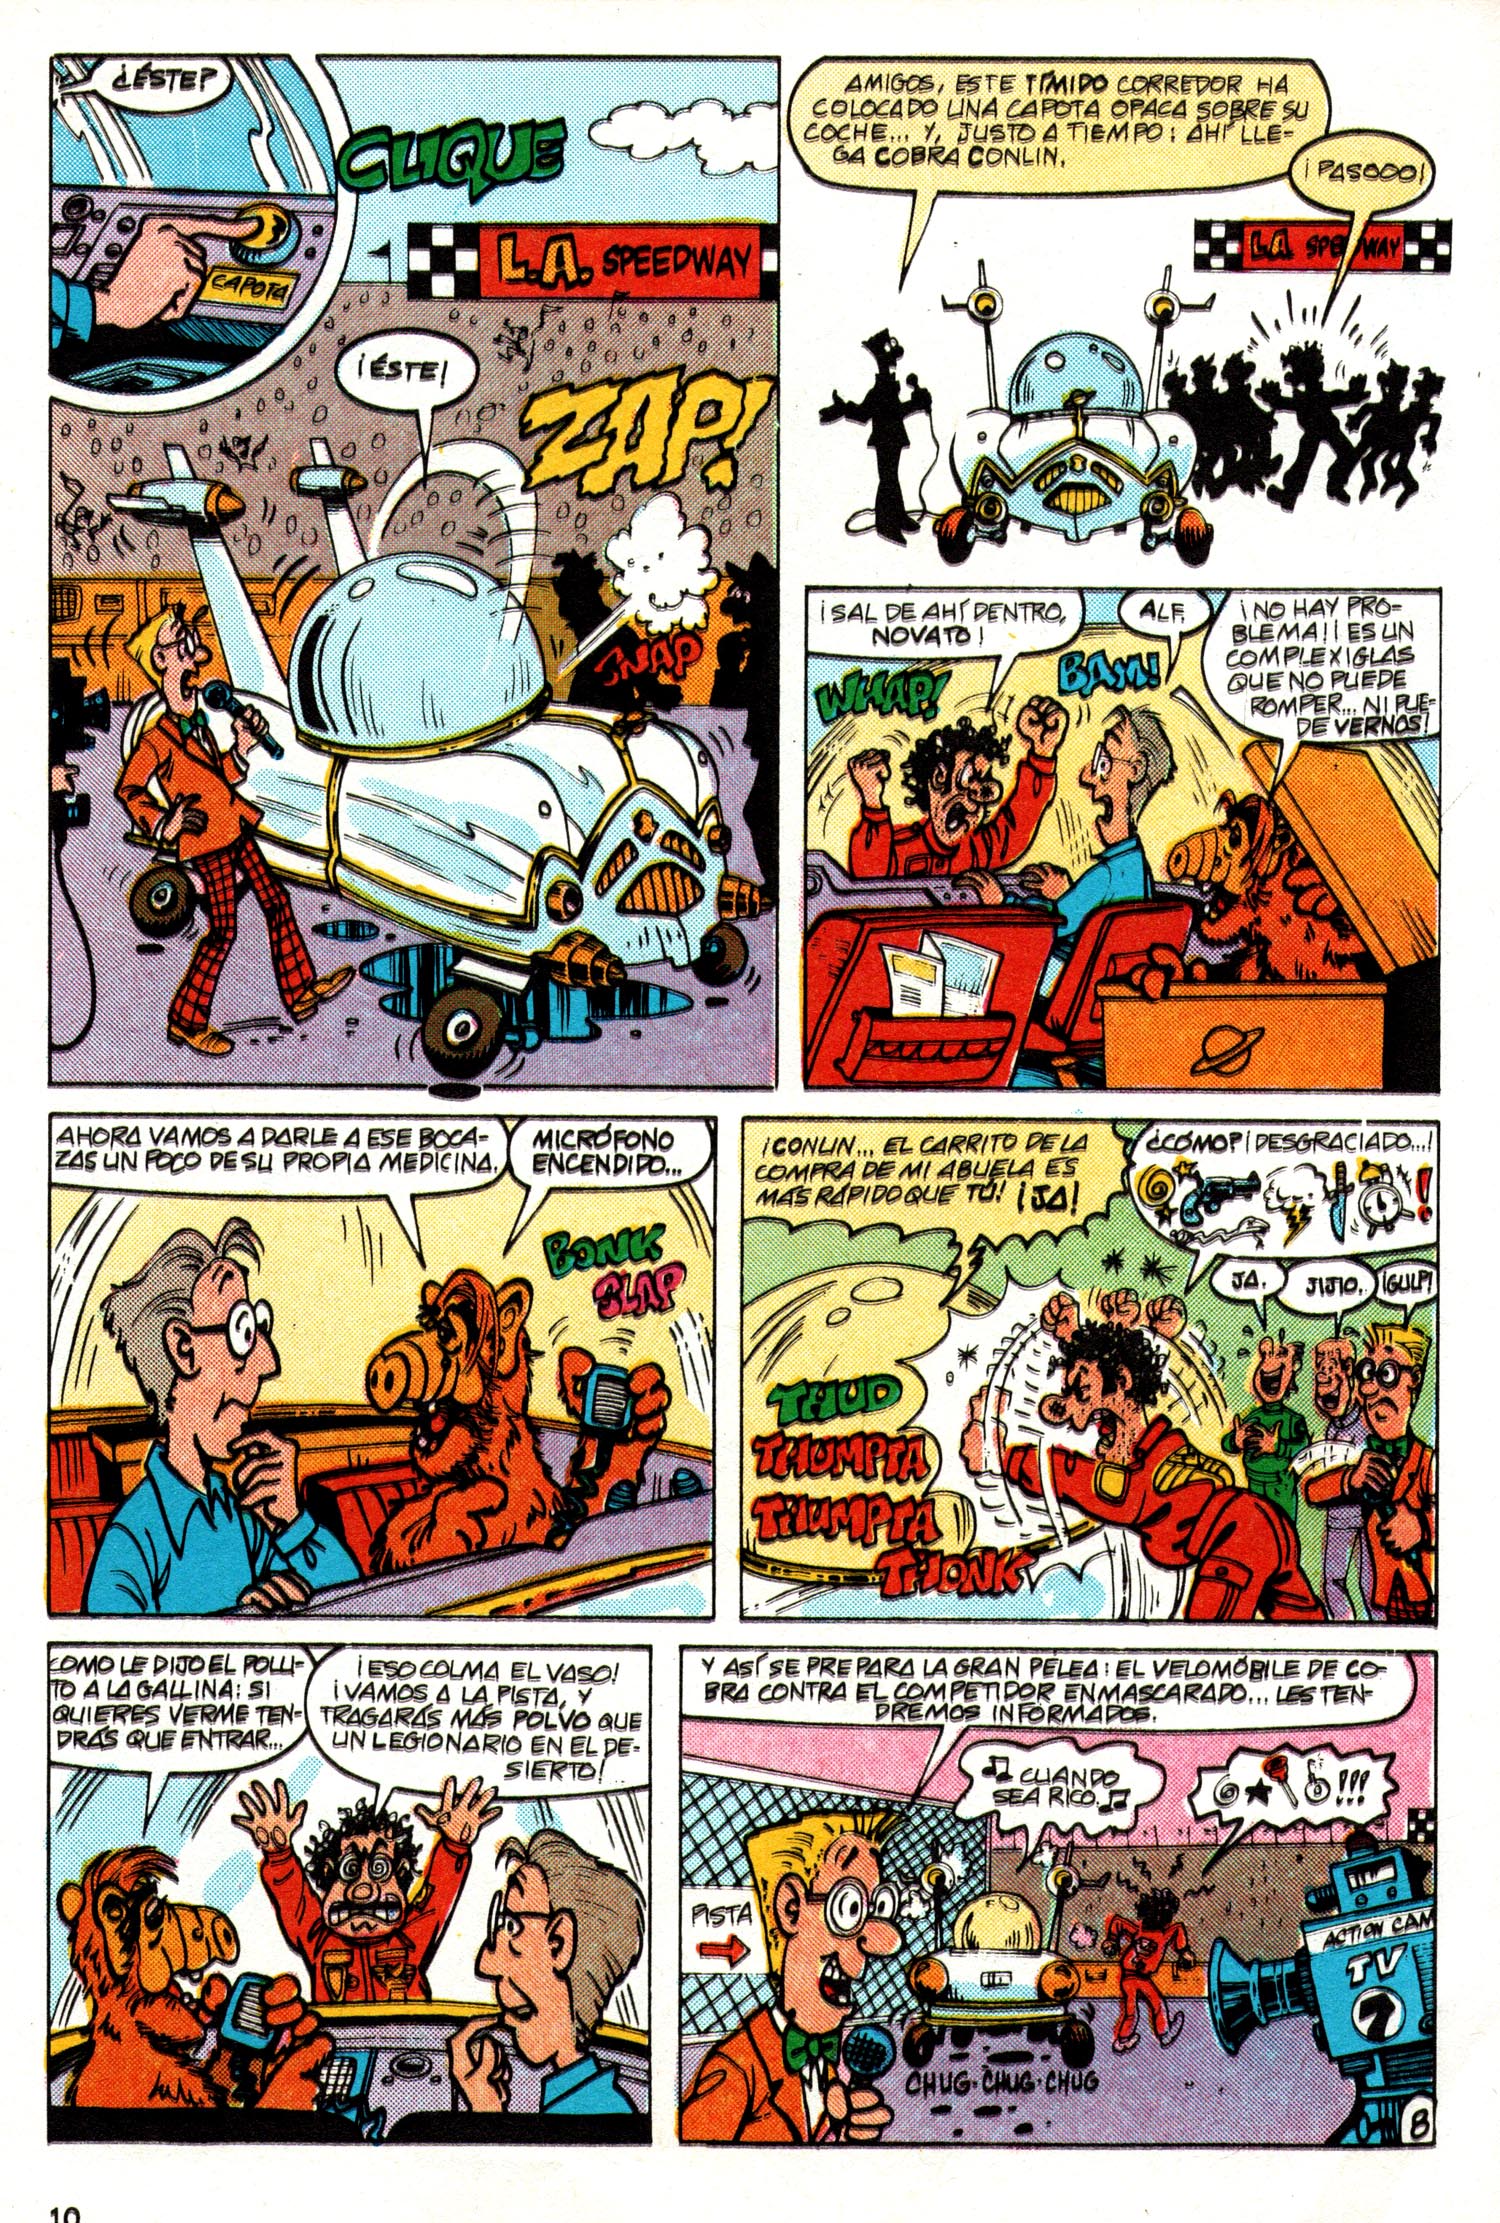 ¿ÉSTE?
CAPOTA
CLIQUE
L.A. SPEEDWAY
¡ÉSTE!
ZAP!
SNAP
AMIGOS, ESTE TÍMIDO CORREDOR HA
COLOCADO UNA CAPOTA OPACA SOBRE SU
COCHE... Y, JUSTO A TIEMPO: AHÍ LLE-
GA COBRA CONLIN.
¡PASOOO!
L.A. SPEEDWAY
¡SAL DE AHÍ DENTRO,
NOVATO!
ALF.
¡NO HAY PRO-
BLEMA! ¡ES UN
COMPLEXIGLAS
QUE NO PUEDE
ROMPER... NI PUE-
DE VERNOS!
WHAP!
BAM!
AHORA VAMOS A DARLE A ESE BOCA-
ZAS UN POCO DE SU PROPIA MEDICINA.
MICRÓFONO
ENCENDIDO...
BONK
SLAP
¡CONLIN... EL CARRITO DE LA
COMPRA DE MI ABUELA ES
MAS RÁPIDO QUE TÚ! ¡JA!
¿CÓMO? ¡DESGRACIADO...!
!
JA.
JIJIO.
¡GULP!
THUD
THUMPTA
THUMPTA
THONK
COMO LE DIJO EL POLLI-
TO A LA GALLINA: SI
QUIERES VERME TEN-
DRÁS QUE ENTRAR...
¡ESO COLMA EL VASO!
¡VAMOS A LA PISTA, Y
TRAGARÁS MÁS POLVO QUE
UN LEGIONARIO EN EL DE-
SIERTO!
Y ASÍ SE PREPARA LA GRAN PELEA: EL VELOMÓBILE DE CO-
BRA CONTRA EL COMPETIDOR ENMASCARADO... LES TEN-
DREMOS INFORMADOS.
♫ CUANDO
SEA RICO. ♫
!!!
PISTA
ACTION CAM
TV
7
CHUG·CHUG·CHUG
8
10